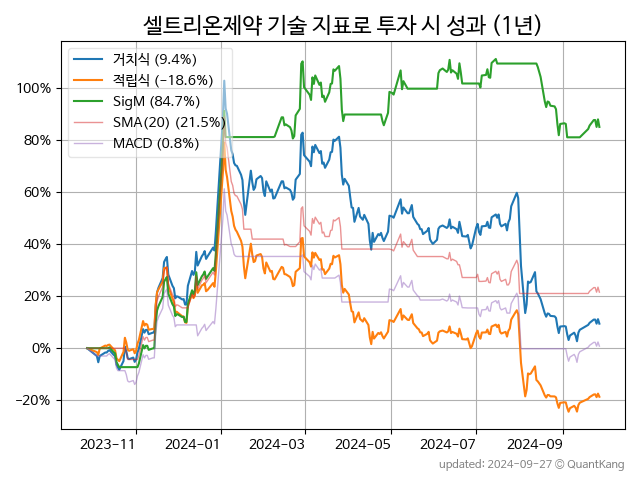 셀트리온제약 기술 지표로 투자 시 성과 (1년)
거치식 (9.4%)
적립식 (−18.6%)
SigM (84.7%)
SMA(20) (21.5%)
MACD (0.8%)
100%
80%
60%
40%
20%
0%
−20%
2023-11
2024-01
2024-03
2024-05
2024-07
2024-09
updated: 2024-09-27 © QuantKang